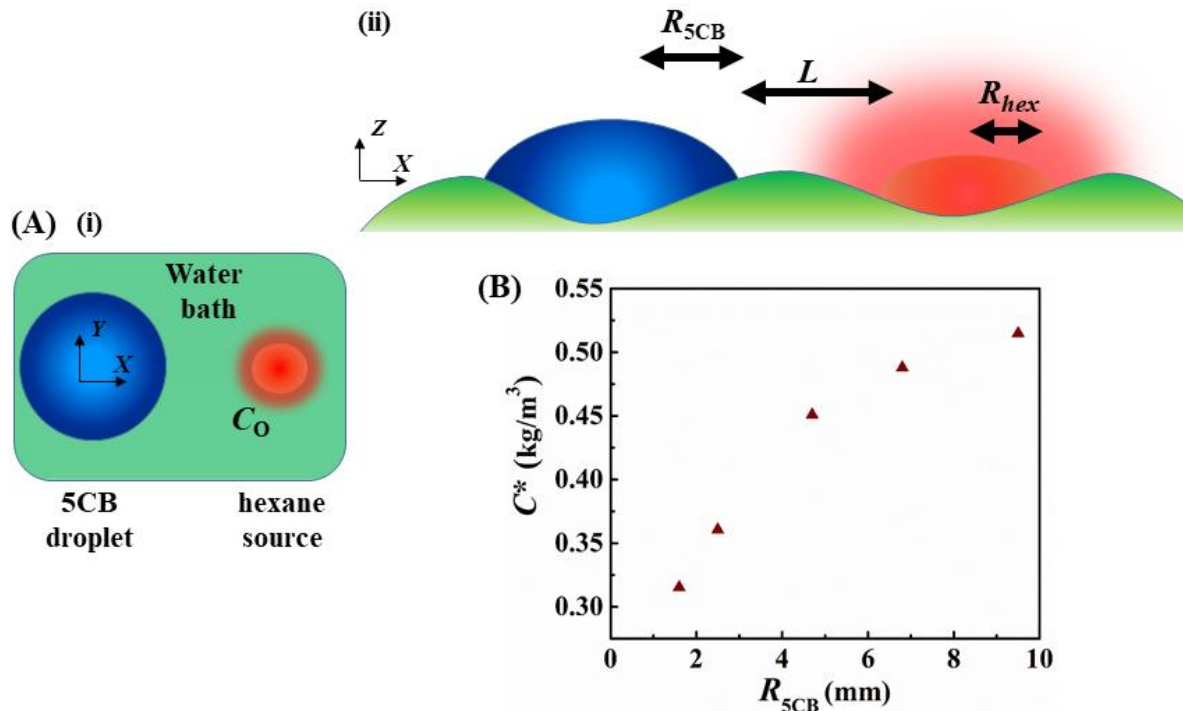 (ii)
R5CB
L
Rhex
Z
X
(A) (i)
Water
bath
Y
X
CO
5CB
droplet
hexane
source
(B)
0.55
0.50
0.45
0.40
0.35
0.30
C* (kg/m3)
0 2 4 6 8 10
R5CB (mm)